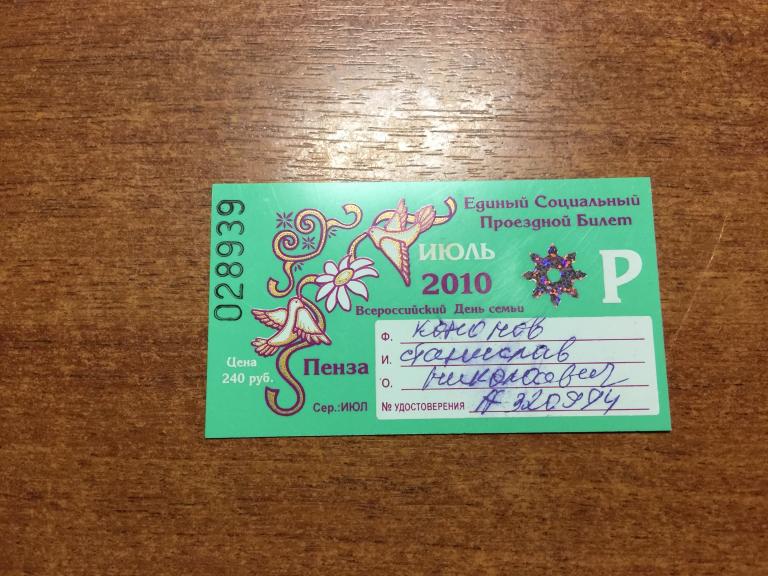 028939
Единый Социальный
Проездной Билет
ИЮЛЬ
2010
Р
Всероссийский День семьи
Ф. Кононов
И. Станислав
О. Николаевич
№ УДОСТОВЕРЕНИЯ А
Пенза
Цена
240 руб.
Сер.:ИЮЛ